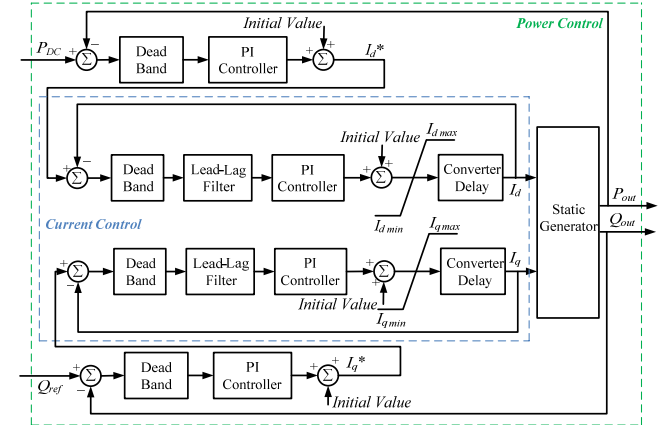 Initial Value
Power Control
P_DC
+
−
Σ
Dead
Band
PI
Controller
+
+
Σ
I_d*
+
−
Σ
Dead
Band
Lead-Lag
Filter
PI
Controller
Initial Value
+
+
Σ
I_d max
I_d min
Converter
Delay
I_d
Static
Generator
P_out
Q_out
Current Control
+
−
Σ
Dead
Band
Lead-Lag
Filter
PI
Controller
+
+
Σ
Initial Value
I_q max
I_q min
Converter
Delay
I_q
Q_ref
+
−
Σ
Dead
Band
PI
Controller
+
+
Σ
I_q*
Initial Value